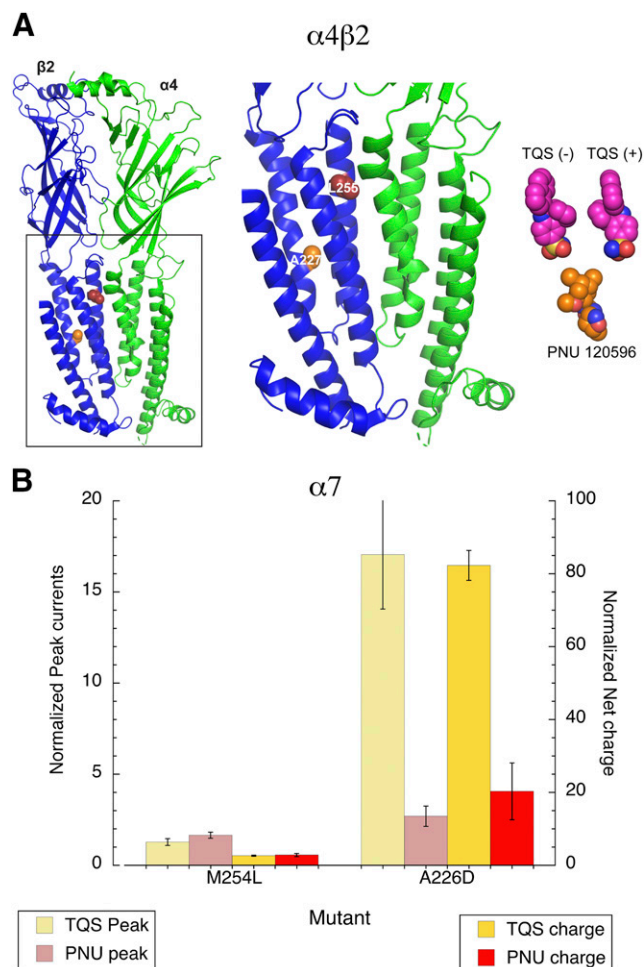 A
α4β2
β2
α4
L255
A227
TQS (-) TQS (+)
PNU 120596
B
α7
20
15
10
5
0
Normalized Peak currents
100
80
60
40
20
0
Normalized Net charge
M254L A226D
Mutant
TQS Peak
PNU peak
TQS charge
PNU charge